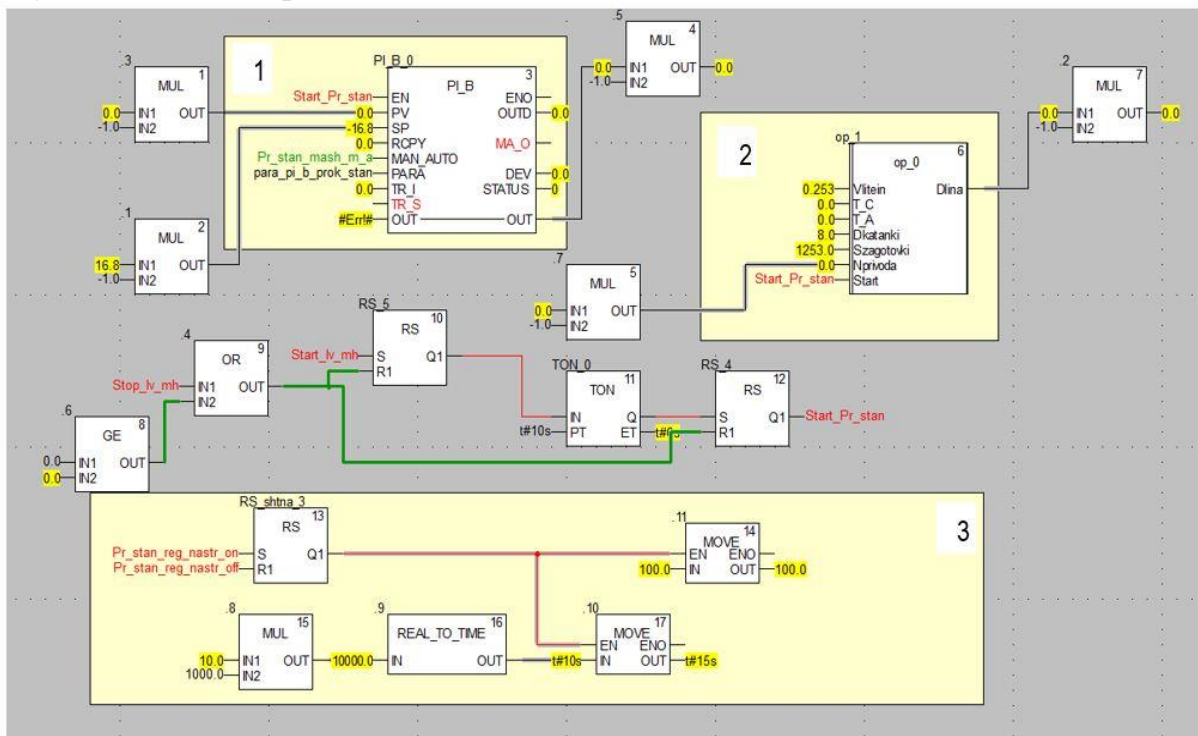 .5
4
MUL
IN1 OUT
0.0
0.0
-1.0
IN2
.3
1
MUL
IN1 OUT
0.0
-1.0
IN2
1
PI_B_0
3
PI_B
Start_Pr_stan
EN ENO
0.0
PV OUTD
0.0
-16.8
SP
0.0
RCPY MA_O
Pr_stan_mash_m_a
MAN_AUTO
para_pi_b_prok_stan
PARA DEV
0.0
0.0
TR_I STATUS
0
TR_S
#Err!#
OUT OUT
.2
7
MUL
0.0
IN1 OUT
0.0
-1.0
IN2
2
op_1
6
op_0
0.253
Vlitein Dlina
0.0
T_C
0.0
T_A
8.0
Dkatanki
1253.0
Szagotovki
0.0
Nprivoda
Start_Pr_stan
Start
.1
2
MUL
16.8
IN1 OUT
-1.0
IN2
.7
5
MUL
0.0
IN1 OUT
-1.0
IN2
RS_5
10
RS
Start_lv_mh
S Q1
R1
.4
9
OR
Stop_lv_mh
IN1 OUT
IN2
TON_0
11
TON
IN Q
t#10s
PT ET
t#0s
RS_4
12
RS
S Q1
Start_Pr_stan
R1
.6
8
GE
0.0
IN1 OUT
0.0
IN2
3
RS_shtna_3
13
RS
Pr_stan_reg_nastr_on
S Q1
Pr_stan_reg_nastr_off
R1
.11
14
MOVE
EN ENO
100.0
IN OUT
100.0
.8
15
MUL
10.0
IN1 OUT
1000.0
IN2
.9
16
REAL_TO_TIME
10000.0
IN OUT
.10
17
MOVE
EN ENO
t#10s
IN OUT
t#15s